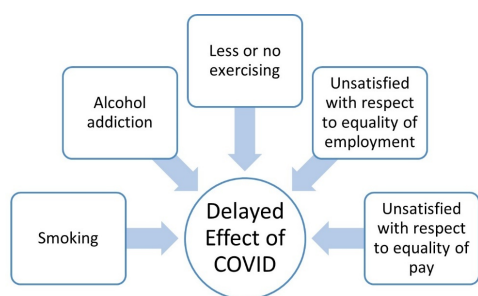 Less or no
exercising
Alcohol
addiction
Unsatisfied
with respect
to equality of
employment
Smoking
Delayed
Effect of
COVID
Unsatisfied
with respect
to equality of
pay